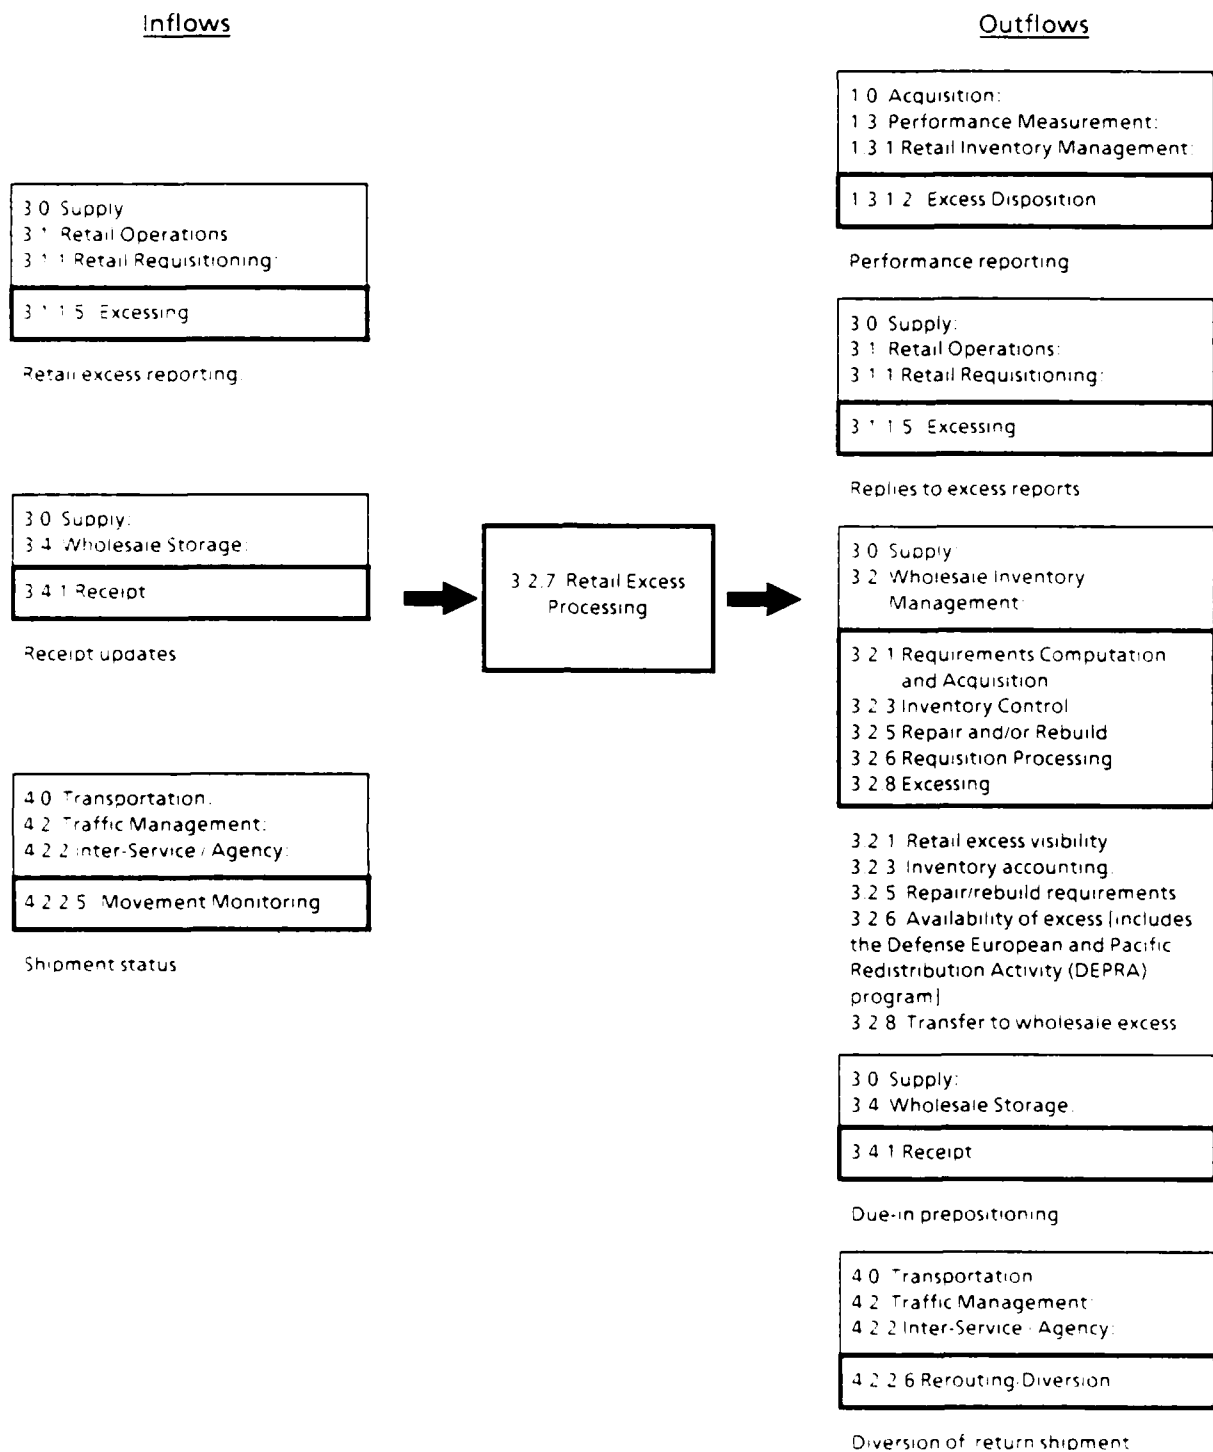 Inflows
3.0 Supply
3.1 Retail Operations
3.1.1 Retail Requisitioning:
3.1.1.5 Excessing
Retail excess reporting.
3.0 Supply:
3.4 Wholesale Storage:
3.4.1 Receipt
Receipt updates
4.0 Transportation.
4.2 Traffic Management:
4.2.2 Inter-Service / Agency:
4.2.2.5 Movement Monitoring
Shipment status
3.2.7 Retail Excess
Processing
Outflows
1.0 Acquisition:
1.3 Performance Measurement:
1.3.1 Retail Inventory Management:
1.3.1.2 Excess Disposition
Performance reporting
3.0 Supply:
3.1 Retail Operations:
3.1.1 Retail Requisitioning:
3.1.1.5 Excessing
Replies to excess reports
3.0 Supply
3.2 Wholesale Inventory
Management:
3.2.1 Requirements Computation
and Acquisition
3.2.3 Inventory Control
3.2.5 Repair and/or Rebuild
3.2.6 Requisition Processing
3.2.8 Excessing
3.2.1 Retail excess visibility
3.2.3 Inventory accounting.
3.2.5 Repair/rebuild requirements
3.2.6 Availability of excess [includes
the Defense European and Pacific
Redistribution Activity (DEPRA)
program]
3.2.8 Transfer to wholesale excess
3.0 Supply:
3.4 Wholesale Storage.
3.4.1 Receipt
Due-in prepositioning
4.0 Transportation
4.2 Traffic Management:
4.2.2 Inter-Service / Agency:
4.2.2.6 Rerouting/Diversion
Diversion of return shipment